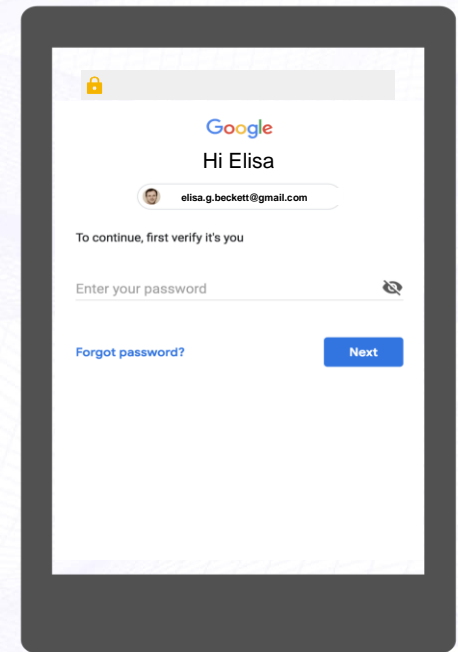 Google
Hi Elisa
elisa.g.beckett@gmail.com
To continue, first verify it's you
Enter your password
Forgot password?
Next